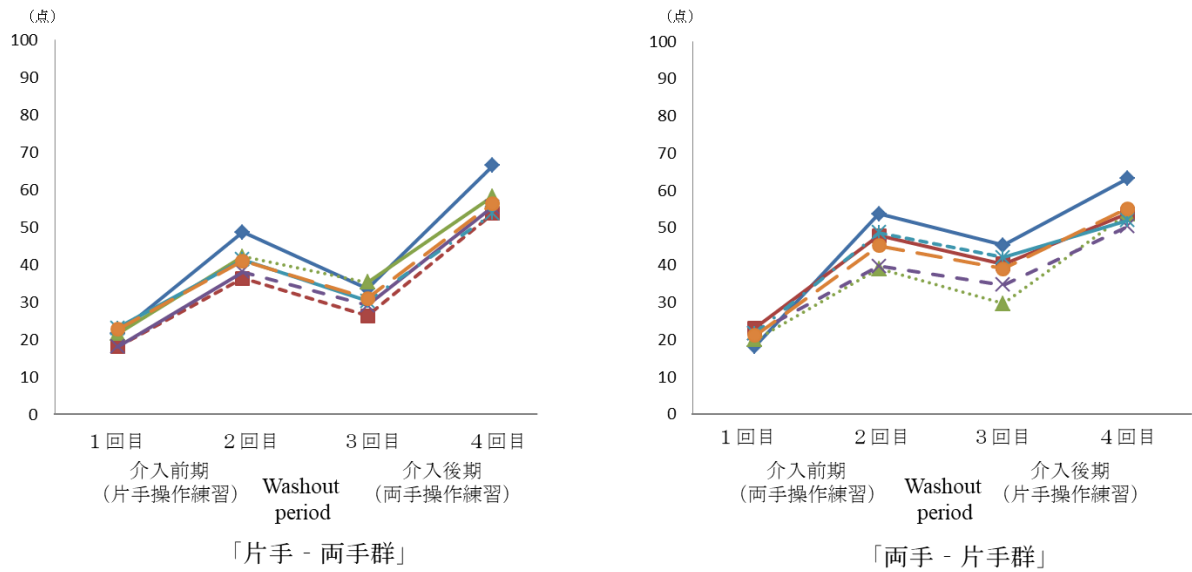 （点）
100
90
80
70
60
50
40
30
20
10
0
１回目
２回目
３回目
４回目
介入前期
（片手操作練習）
Washout
period
介入後期
（両手操作練習）
「片手 - 両手群」
（点）
100
90
80
70
60
50
40
30
20
10
0
１回目
２回目
３回目
４回目
介入前期
（両手操作練習）
Washout
period
介入後期
（片手操作練習）
「両手 - 片手群」